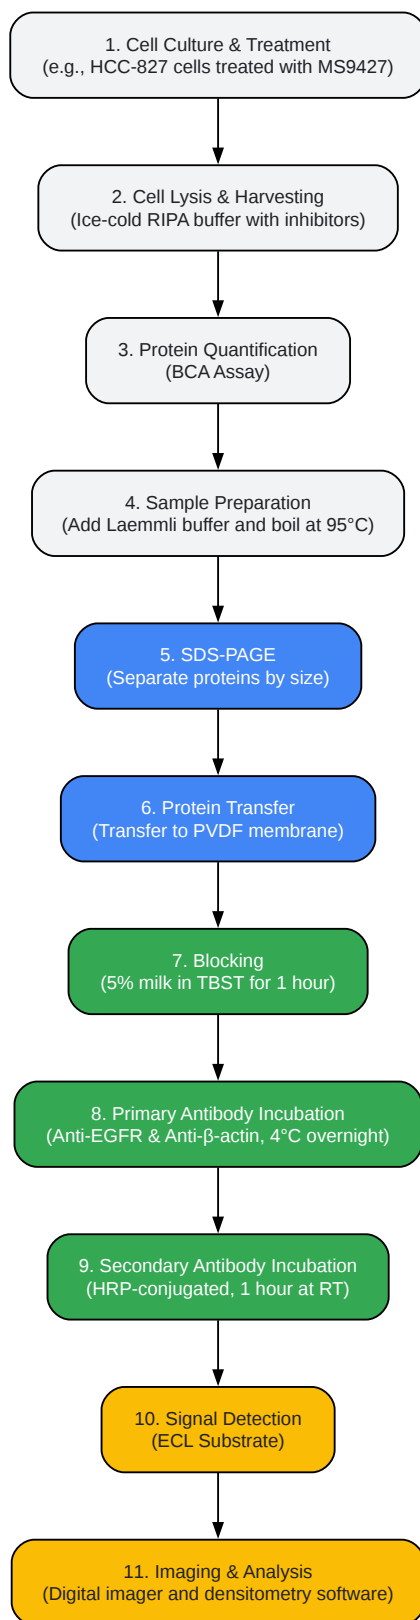 1. Cell Culture & Treatment
(e.g., HCC-827 cells treated with MS9427)
2. Cell Lysis & Harvesting
(Ice-cold RIPA buffer with inhibitors)
3. Protein Quantification
(BCA Assay)
4. Sample Preparation
(Add Laemmli buffer and boil at 95°C)
5. SDS-PAGE
(Separate proteins by size)
6. Protein Transfer
(Transfer to PVDF membrane)
7. Blocking
(5% milk in TBST for 1 hour)
8. Primary Antibody Incubation
(Anti-EGFR & Anti-β-actin, 4°C overnight)
9. Secondary Antibody Incubation
(HRP-conjugated, 1 hour at RT)
10. Signal Detection
(ECL Substrate)
11. Imaging & Analysis
(Digital imager and densitometry software)